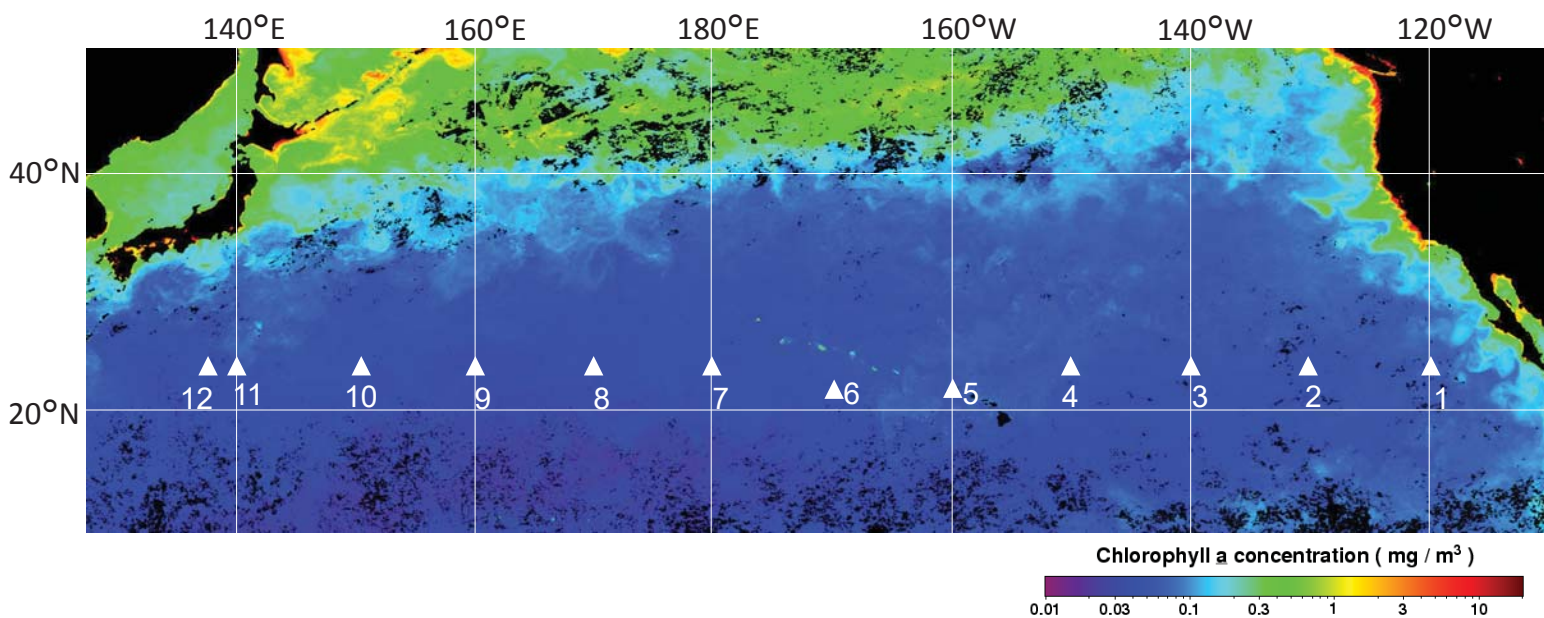 140°E 160°E 180°E 160°W 140°W 120°W
40°N
12 11 10 9 8 7 6 5 4 3 2 1
20°N
Chlorophyll a concentration ( mg / m³ )
0.01 0.03 0.1 0.3 1 3 10